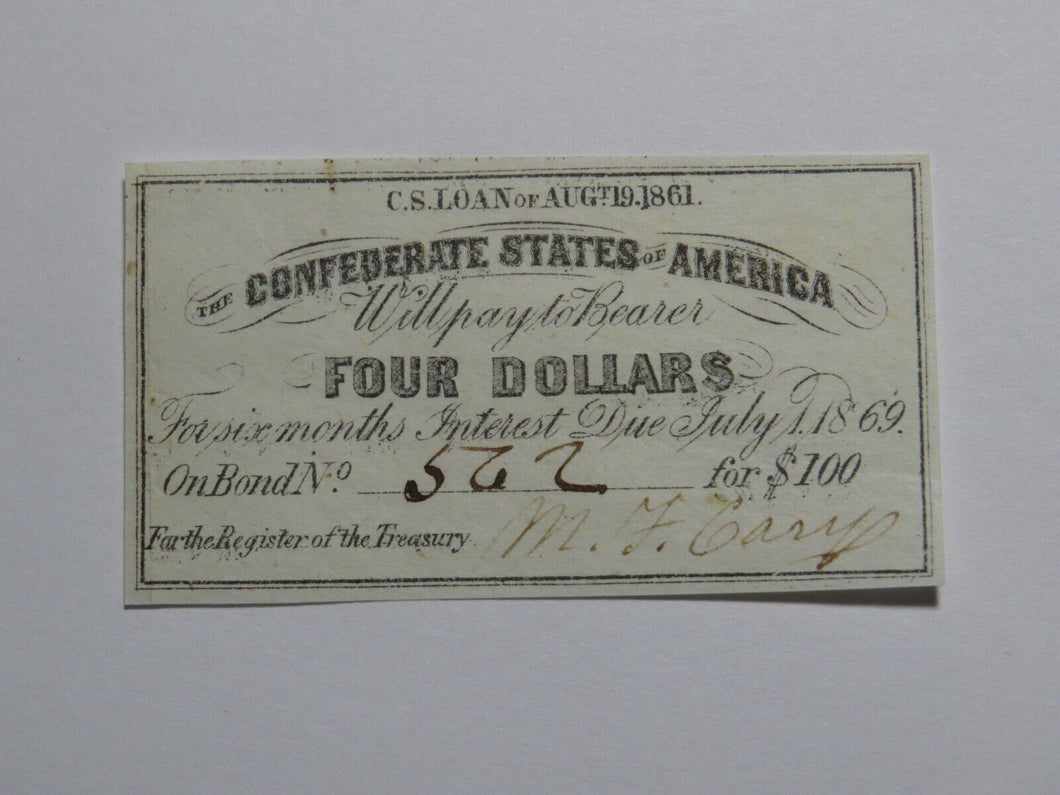 C.S. LOAN OF AUGT. 19. 1861.
THE CONFEDERATE STATES OF AMERICA
Will pay to Bearer
FOUR DOLLARS
For six months Interest Due July 1. 1869.
On Bond No. 522 for $100
For the Register of the Treasury M. F. Cary